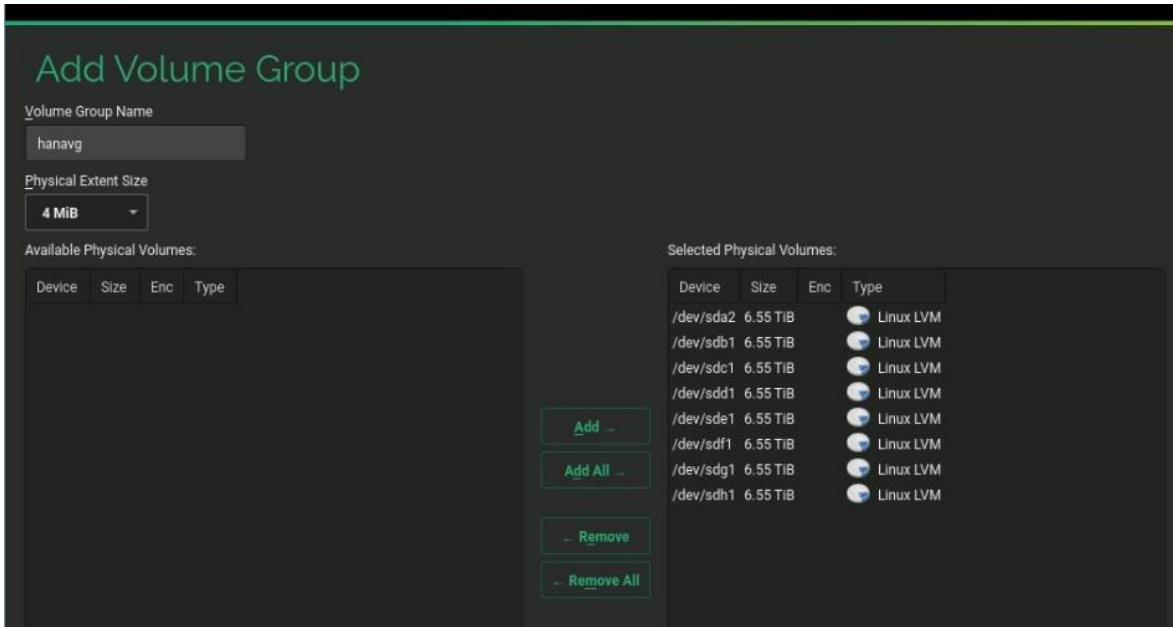 Add Volume Group
Volume Group Name
hanavg
Physical Extent Size
4 MiB
Available Physical Volumes:
Device Size Enc Type
Add →
Add All →
← Remove
← Remove All
Selected Physical Volumes:
Device Size Enc Type
/dev/sda2 6.55 TiB Linux LVM
/dev/sdb1 6.55 TiB Linux LVM
/dev/sdc1 6.55 TiB Linux LVM
/dev/sdd1 6.55 TiB Linux LVM
/dev/sde1 6.55 TiB Linux LVM
/dev/sdf1 6.55 TiB Linux LVM
/dev/sdg1 6.55 TiB Linux LVM
/dev/sdh1 6.55 TiB Linux LVM